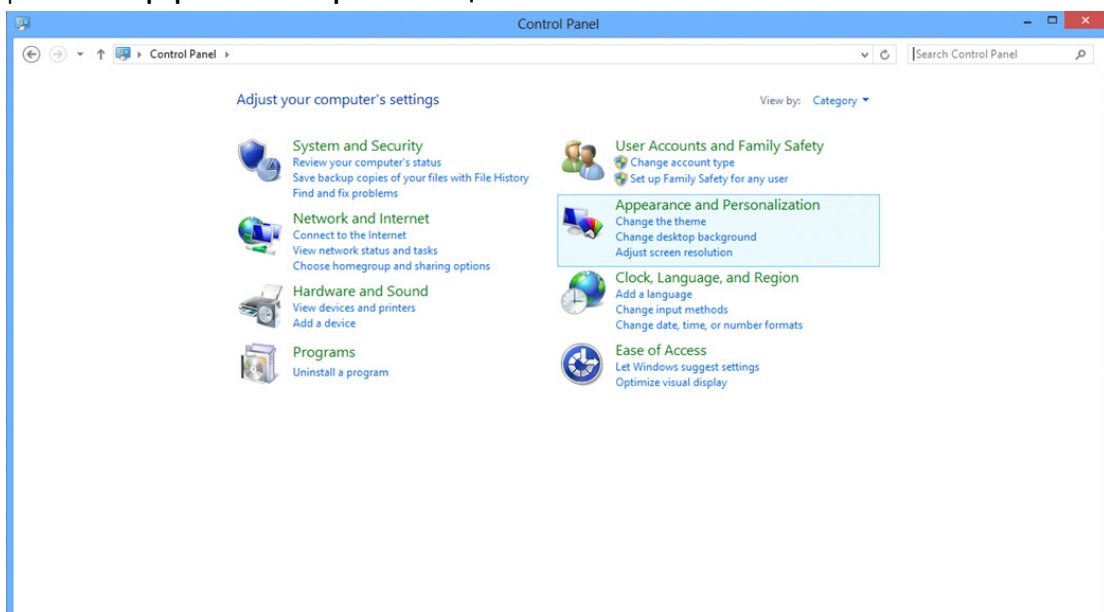 Control Panel
Control Panel
Search Control Panel
Adjust your computer's settings
View by: Category
System and Security
Review your computer's status
Save backup copies of your files with File History
Find and fix problems
Network and Internet
Connect to the Internet
View network status and tasks
Choose homegroup and sharing options
Hardware and Sound
View devices and printers
Add a device
Programs
Uninstall a program
User Accounts and Family Safety
Change account type
Set up Family Safety for any user
Appearance and Personalization
Change the theme
Change desktop background
Adjust screen resolution
Clock, Language, and Region
Add a language
Change input methods
Change date, time, or number formats
Ease of Access
Let Windows suggest settings
Optimize visual display